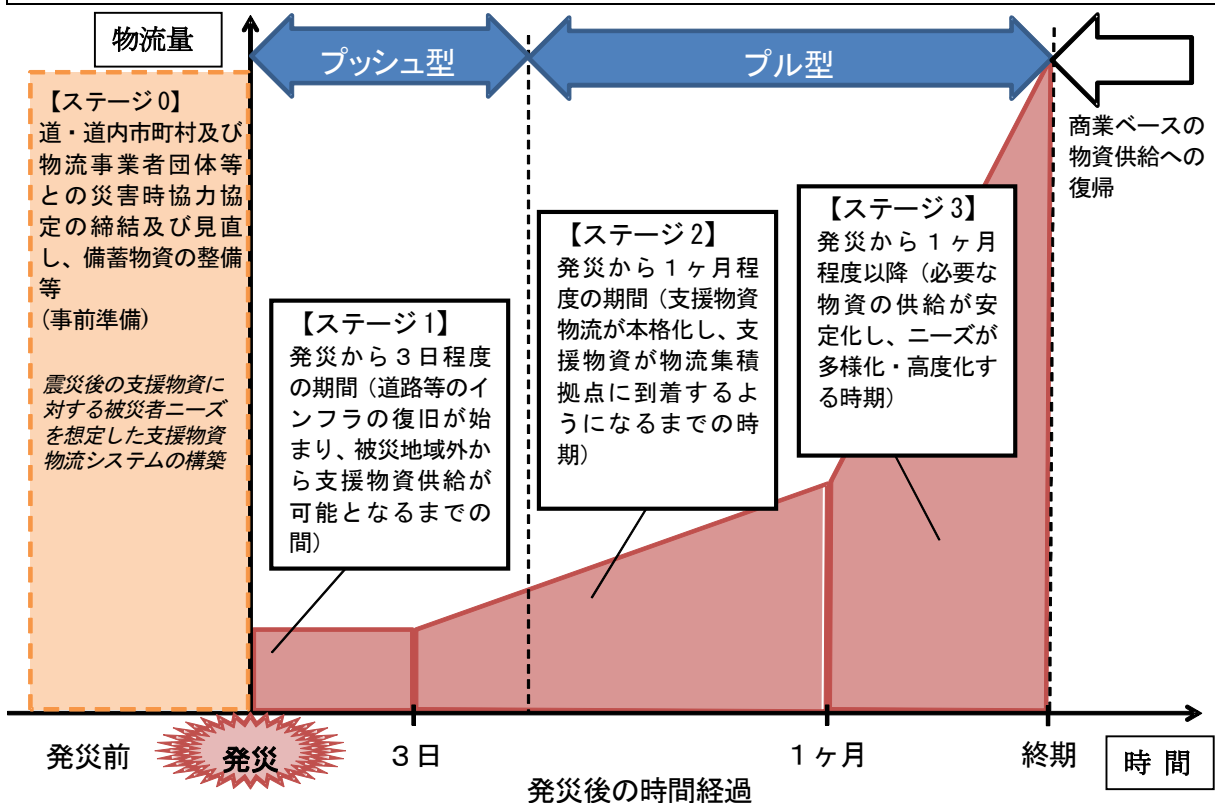 物流量
プッシュ型
プル型
【ステージ0】
道・道内市町村及び
物流事業者団体等
との災害時協力協
定の締結及び見直
し、備蓄物資の整備
等
(事前準備)
震災後の支援物資に
対する被災者ニーズ
を想定した支援物資
物流システムの構築
【ステージ1】
発災から3日程度
の期間（道路等のイ
ンフラの復旧が始
まり、被災地域外か
ら支援物資供給が
可能となるまでの
間）
【ステージ2】
発災から１ヶ月程
度の期間（支援物資
物流が本格化し、支
援物資が物流集積
拠点に到着するよ
うになるまでの時
期）
【ステージ3】
発災から１ヶ月
程度以降（必要な
物資の供給が安
定化し、ニーズが
多様化・高度化す
る時期）
商業ベースの
物資供給への
復帰
発災前
発災
3日
1ヶ月
終期
時間
発災後の時間経過